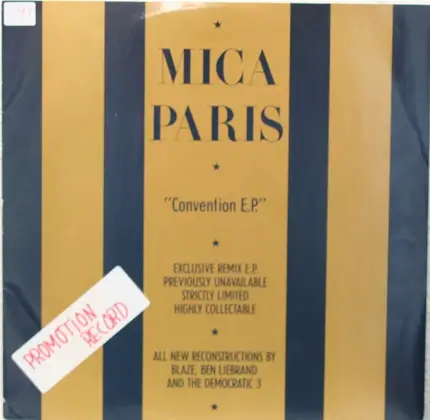 MICA
PARIS
"Convention E.P."
EXCLUSIVE REMIX E.P.
PREVIOUSLY UNAVAILABLE
STRICTLY LIMITED
HIGHLY COLLECTABLE
PROMOTION
RECORD
ALL NEW RECONSTRUCTIONS BY
BLAZE, BEN LIEBRAND
AND THE DEMOCRATIC 3